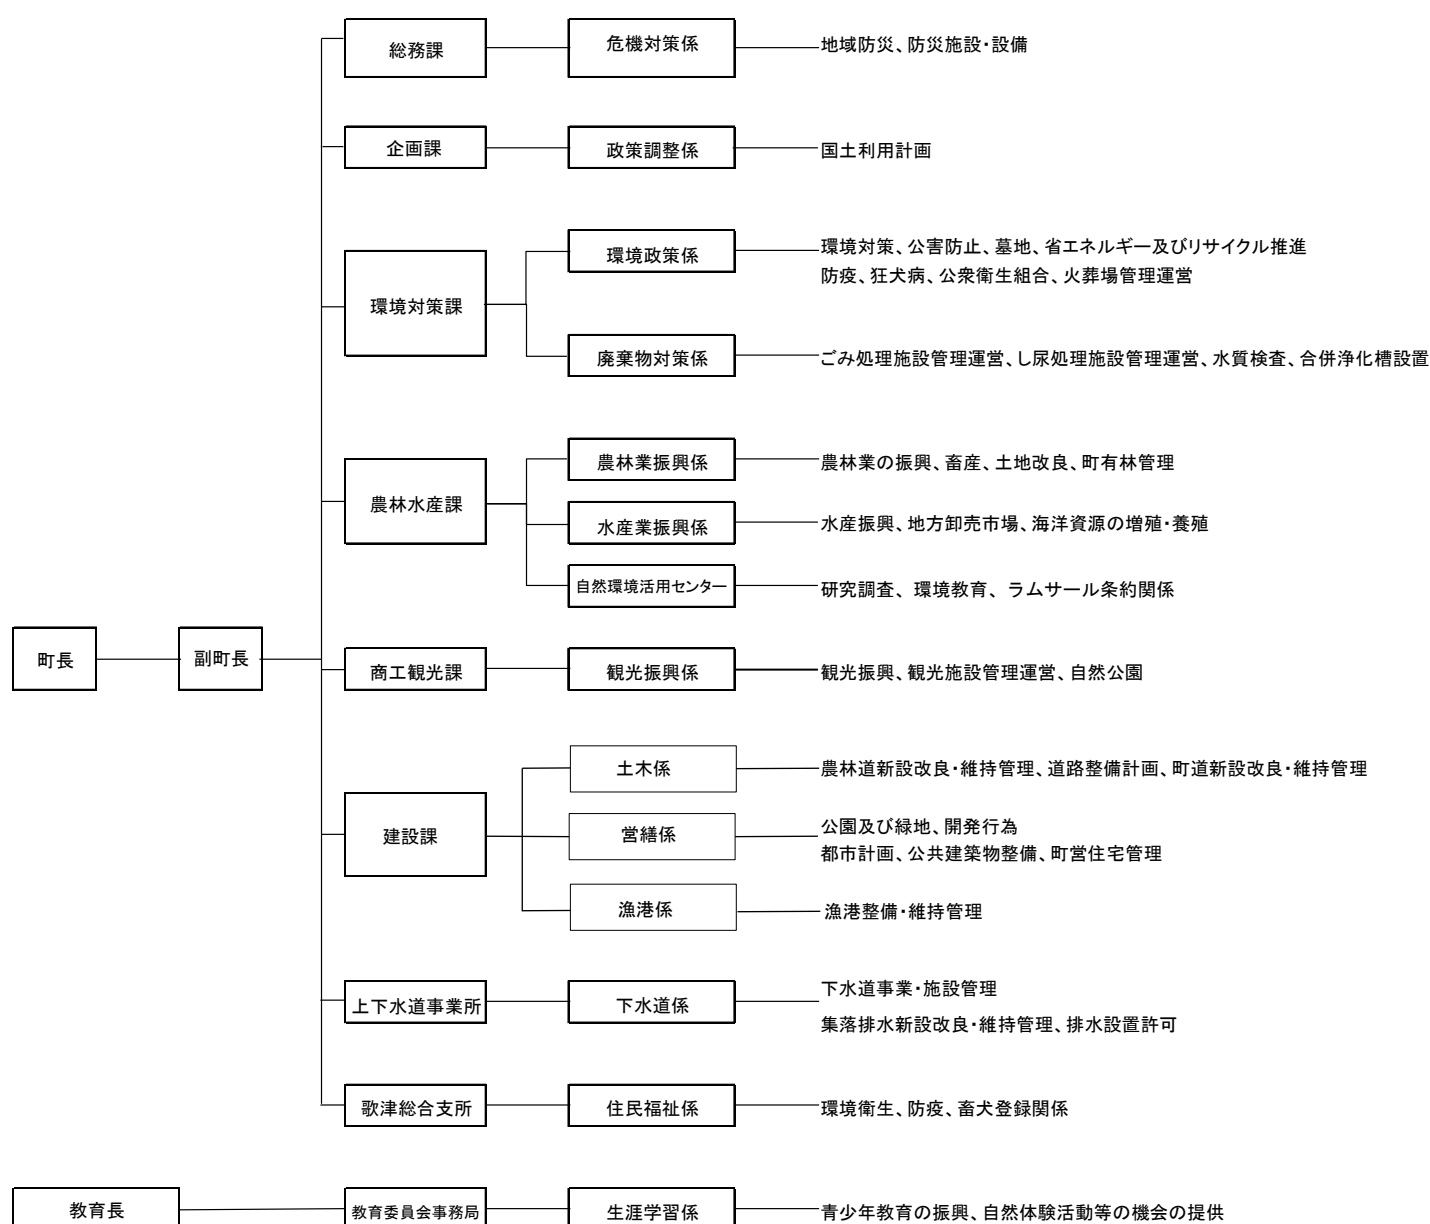 総務課
危機対策係
地域防災、防災施設・設備
企画課
政策調整係
国土利用計画
環境対策課
環境政策係
環境対策、公害防止、墓地、省エネルギー及びリサイクル推進
防疫、狂犬病、公衆衛生組合、火葬場管理運営
廃棄物対策係
ごみ処理施設管理運営、し尿処理施設管理運営、水質検査、合併浄化槽設置
農林水産課
農林業振興係
農林業の振興、畜産、土地改良、町有林管理
水産業振興係
水産振興、地方卸売市場、海洋資源の増殖・養殖
自然環境活用センター
研究調査、環境教育、ラムサール条約関係
町長
副町長
商工観光課
観光振興係
観光振興、観光施設管理運営、自然公園
建設課
土木係
農林道新設改良・維持管理、道路整備計画、町道新設改良・維持管理
営繕係
公園及び緑地、開発行為
都市計画、公共建築物整備、町営住宅管理
漁港係
漁港整備・維持管理
上下水道事業所
下水道係
下水道事業・施設管理
集落排水新設改良・維持管理、排水設置許可
歌津総合支所
住民福祉係
環境衛生、防疫、畜犬登録関係
教育長
教育委員会事務局
生涯学習係
青少年教育の振興、自然体験活動等の機会の提供